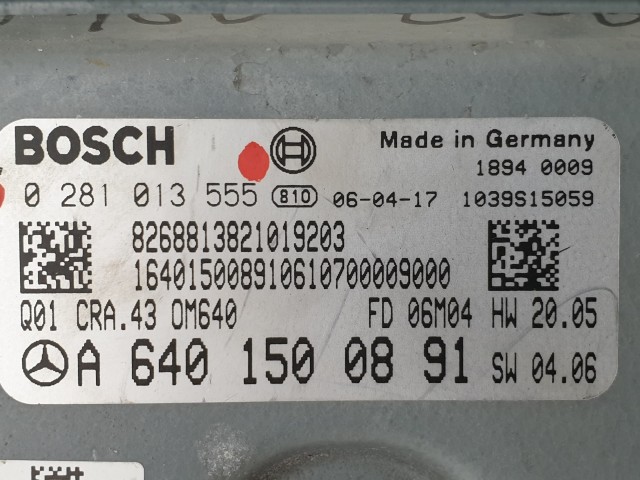 BOSCH
Made in Germany
1894 0009
0 281 013 555 810 06-04-17 1039S15059
8268813821019203
164015008910610700009000
Q01 CRA.43 OM640 FD 06M04 HW 20.05
A 640 150 08 91 SW 04.06